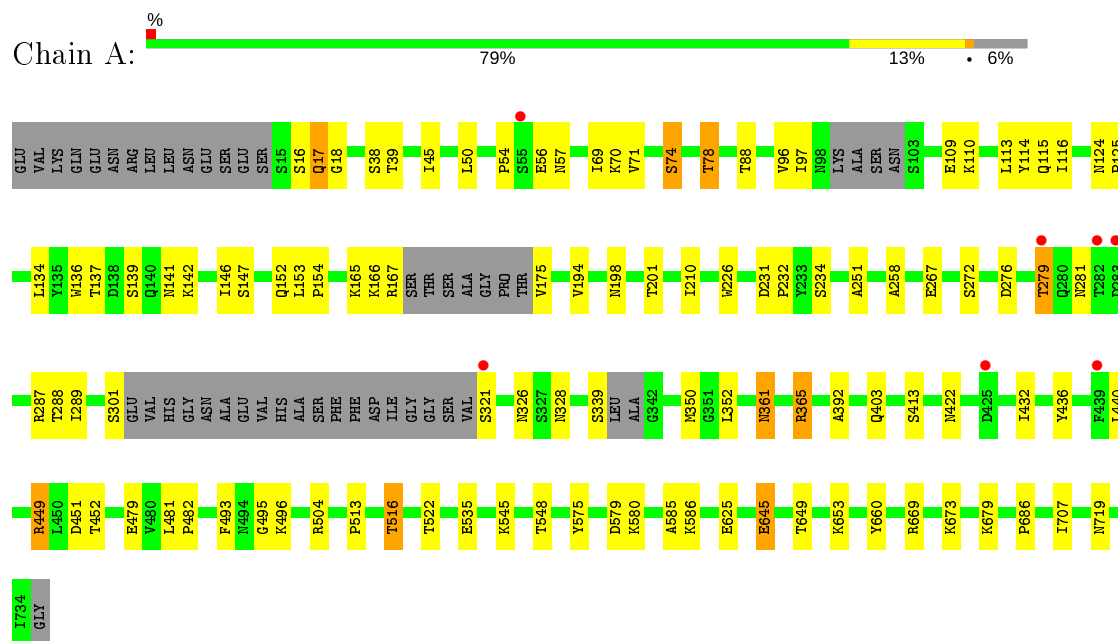 %
Chain A:
79% 13% • 6%
GLU VAL LYS GLN GLU ASN ARG LEU LEU ASN GLU SER GLU SER S15 S16 Q17 G18 S38 T39 I45 L50 P54 S55 E56 N57 I69 K70 V71 S74 T78 T88 V96 I97 N98 LYS ALA SER ASN S103 E109 K110 L113 Y114 Q115 I116 N124
L134 Y135 W136 T137 D138 S139 Q140 N141 K142 I146 S147 Q152 L153 P154 K165 K166 R167 SER THR SER ALA GLY PRO THR V175 V194 N198 T201 I210 W226 D231 P232 Y233 S234 A251 A258 E267 S272 D276 T279 Q280 N281 T282
R287 T288 I289 S301 GLU VAL HIS GLY ASN ALA GLU VAL HIS ALA SER PHE PHE ASP ILE GLY GLY SER VAL S321 N326 S327 N328 S339 LEU ALA G342 M350 G351 L352 N361 R365 A392 Q403 S413 N422 D425 I432 Y436 F439
R449 L450 D451 T452 E479 V480 L481 P482 F493 N494 G495 K496 R504 P513 T516 T522 E535 K545 T548 Y575 D579 K580 A585 K586 E625 E645 T649 K653 Y660 R669 K673 K679 P686 I707 N719
I734 GLY